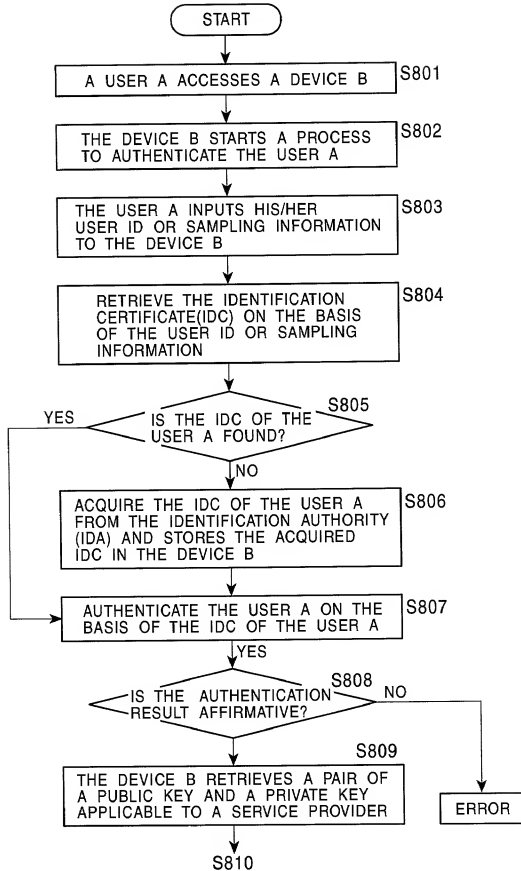 START
A USER A ACCESSES A DEVICE B
S801
THE DEVICE B STARTS A PROCESS
TO AUTHENTICATE THE USER A
S802
THE USER A INPUTS HIS/HER
USER ID OR SAMPLING INFORMATION
TO THE DEVICE B
S803
RETRIEVE THE IDENTIFICATION
CERTIFICATE(IDC) ON THE BASIS
OF THE USER ID OR SAMPLING
INFORMATION
S804
S805
YES
IS THE IDC OF THE
USER A FOUND?
NO
ACQUIRE THE IDC OF THE USER A
FROM THE IDENTIFICATION AUTHORITY
(IDA) AND STORES THE ACQUIRED
IDC IN THE DEVICE B
S806
AUTHENTICATE THE USER A ON THE
BASIS OF THE IDC OF THE USER A
S807
YES
S808
IS THE AUTHENTICATION
RESULT AFFIRMATIVE?
NO
S809
THE DEVICE B RETRIEVES A PAIR OF
A PUBLIC KEY AND A PRIVATE KEY
APPLICABLE TO A SERVICE PROVIDER
ERROR
S810